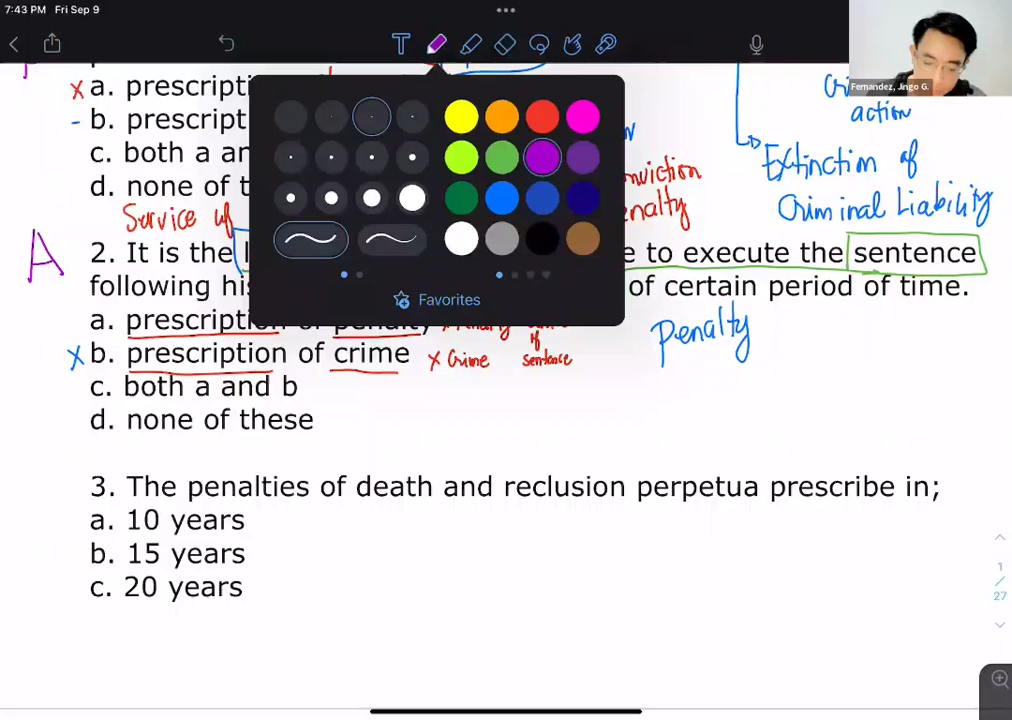 7:43 PM Fri Sep 9
Fernandez, Jingo G.
x a. prescripti
action
- b. prescript
c. both a an
Extinction of
d. none of t
nviction
Service of
enalty
Criminal Liability
A
2. It is the l
e to execute the sentence
following his
of certain period of time.
a. prescription of penalty
Penalty
x b. prescription of crime x Crime of sentence
c. both a and b
d. none of these
3. The penalties of death and reclusion perpetua prescribe in;
a. 10 years
b. 15 years
c. 20 years
Favorites
1
/
27